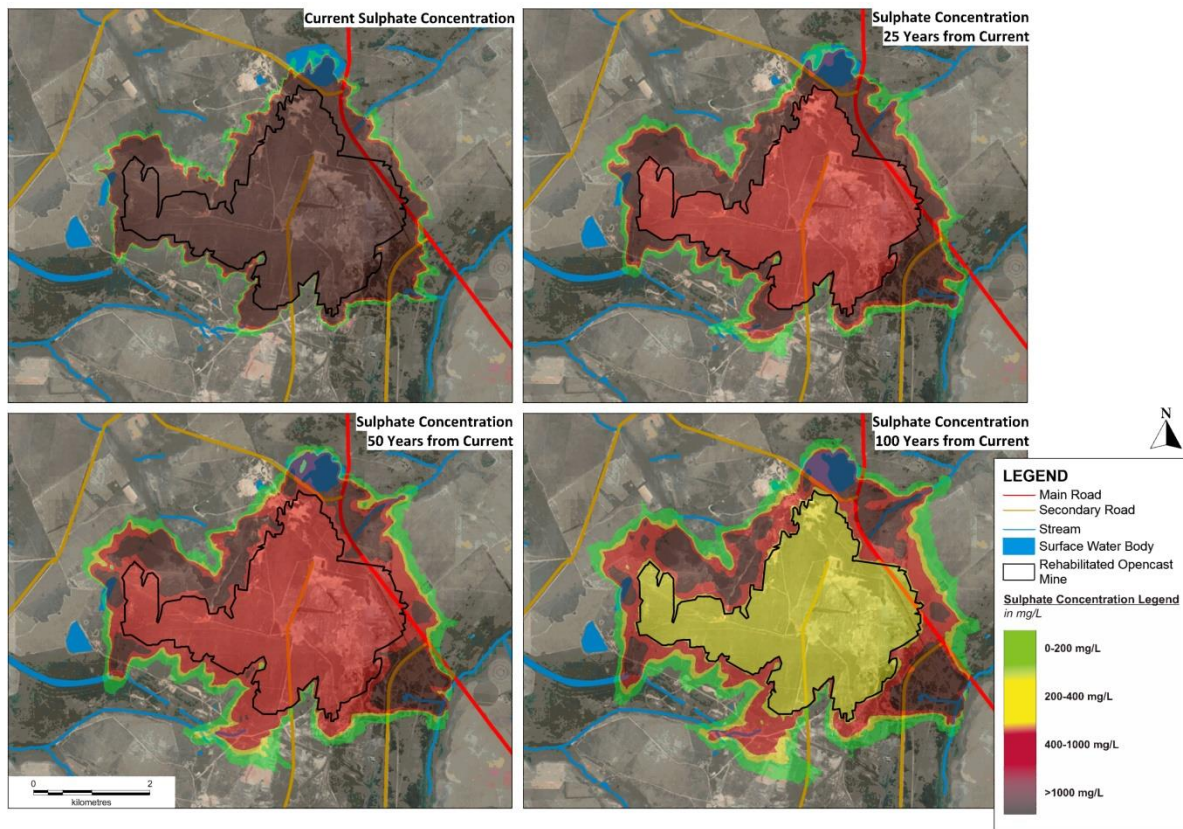 Current Sulphate Concentration
Sulphate Concentration
25 Years from Current
Sulphate Concentration
50 Years from Current
Sulphate Concentration
100 Years from Current
0 2
kilometres
N
LEGEND
Main Road
Secondary Road
Stream
Surface Water Body
Rehabilitated Opencast
Mine
Sulphate Concentration Legend
in mg/L
0-200 mg/L
200-400 mg/L
400-1000 mg/L
>1000 mg/L